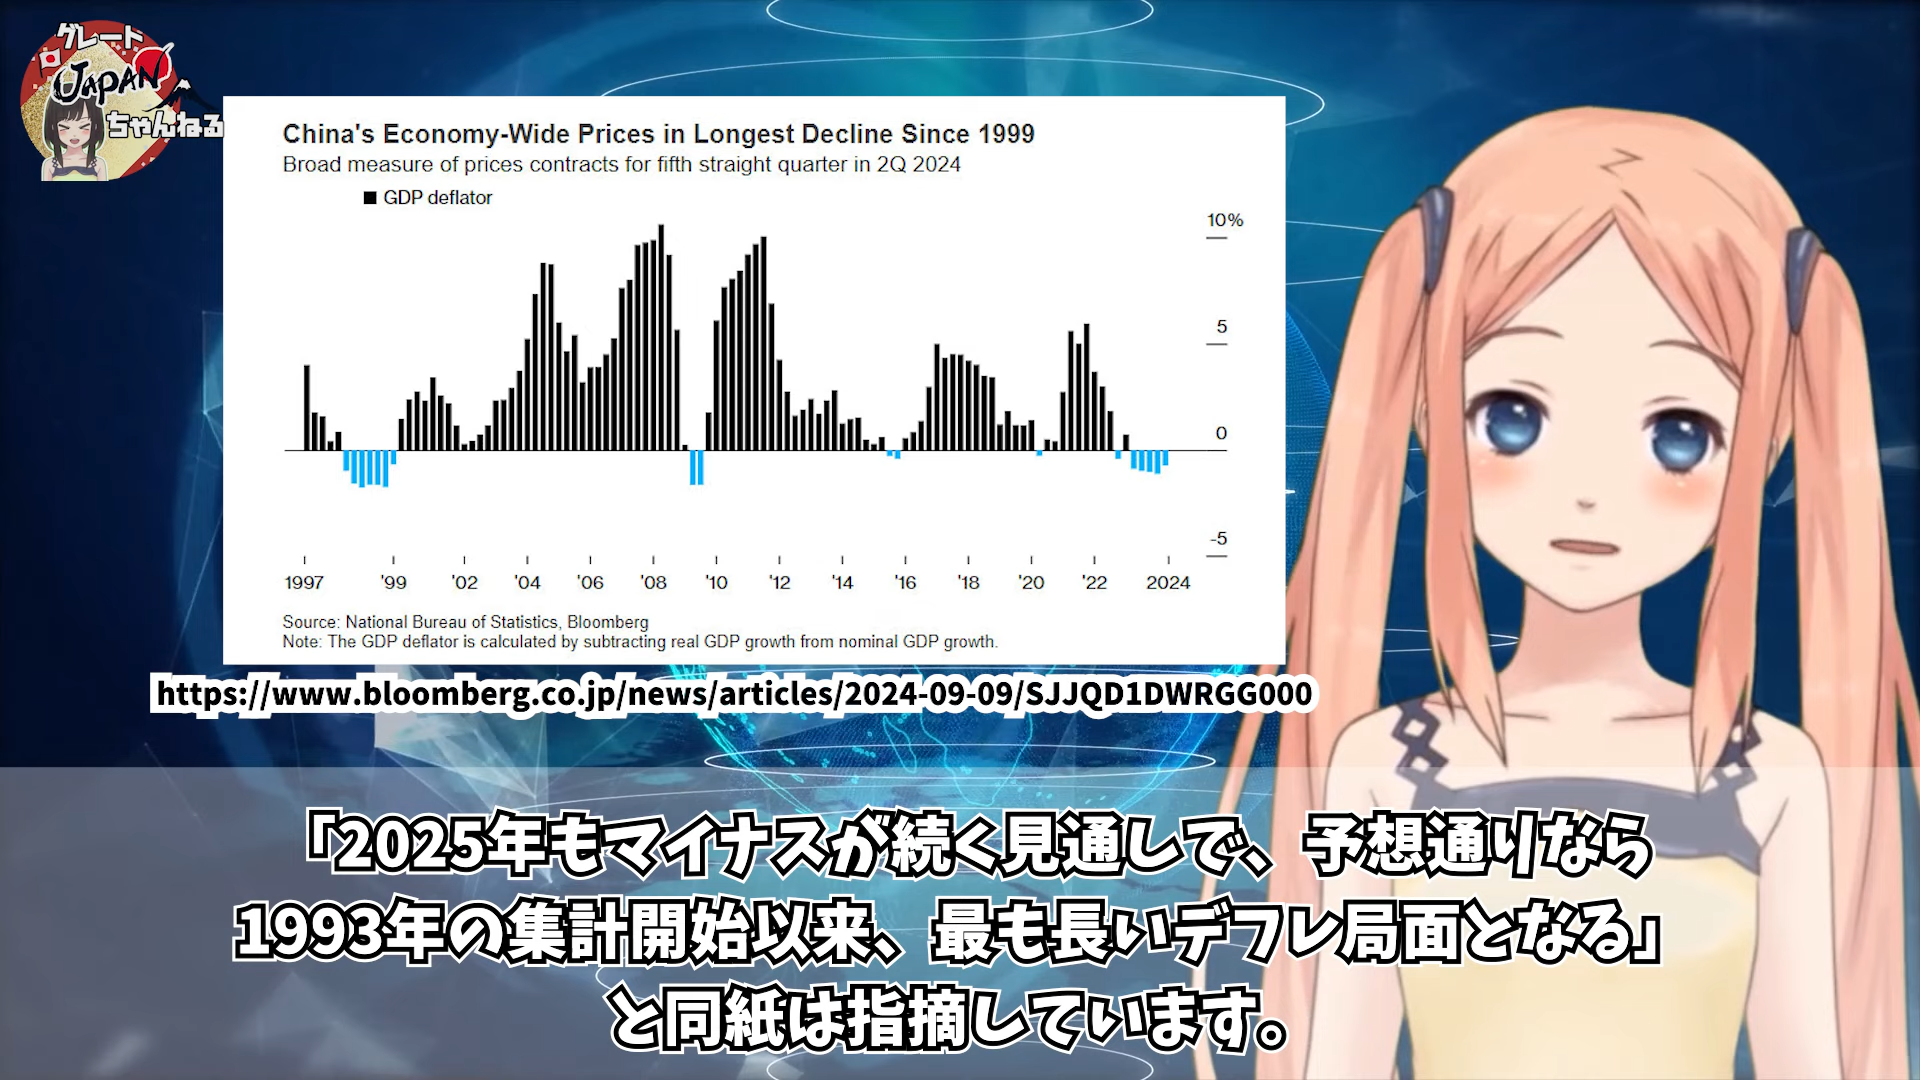 グレート
JAPAN
ちゃんねる
China's Economy-Wide Prices in Longest Decline Since 1999
Broad measure of prices contracts for fifth straight quarter in 2Q 2024
GDP deflator
10%
5
0
-5
1997 '99 '02 '04 '06 '08 '10 '12 '14 '16 '18 '20 '22 2024
Source: National Bureau of Statistics, Bloomberg
Note: The GDP deflator is calculated by subtracting real GDP growth from nominal GDP growth.
https://www.bloomberg.co.jp/news/articles/2024-09-09/SJJQD1DWRGG000
「2025年もマイナスが続く見通しで、予想通りなら
1993年の集計開始以来、最も長いデフレ局面となる」
と同紙は指摘しています。